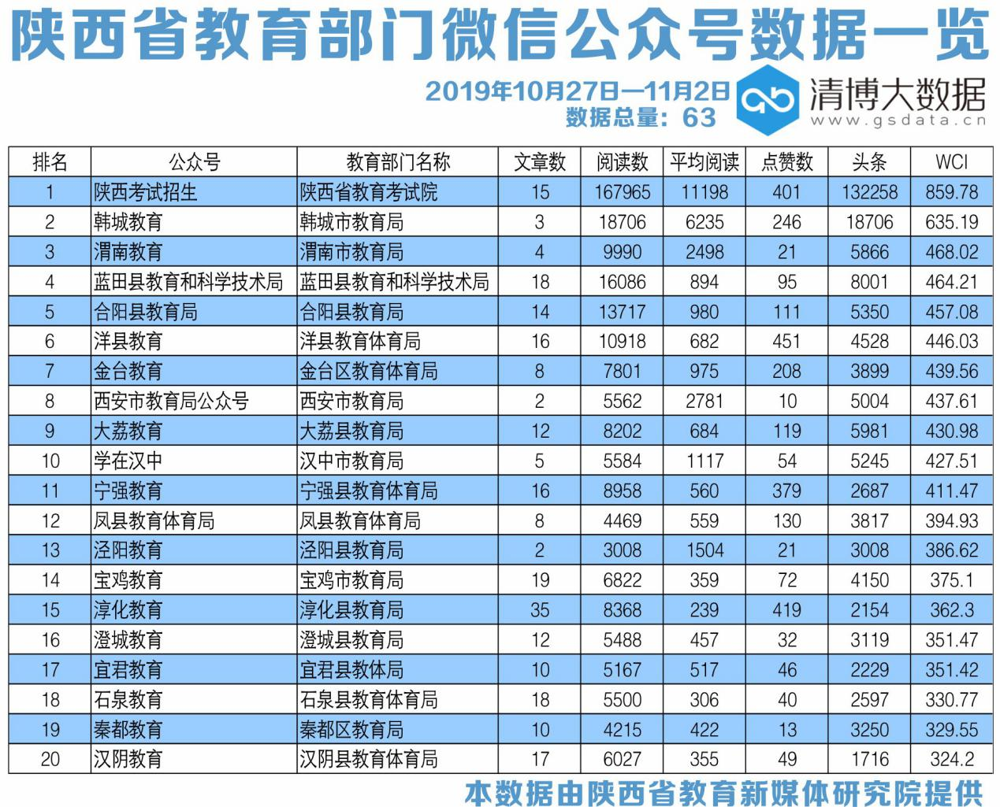 陕西省教育部门微信公众号数据一览
2019年10月27日—11月2日
数据总量：63
清博大数据
www.gsdata.cn
排名 公众号 教育部门名称 文章数 阅读数 平均阅读 点赞数 头条 WCI
1 陕西考试招生 陕西省教育考试院 15 167965 11198 401 132258 859.78
2 韩城教育 韩城市教育局 3 18706 6235 246 18706 635.19
3 渭南教育 渭南市教育局 4 9990 2498 21 5866 468.02
4 蓝田县教育和科学技术局 蓝田县教育和科学技术局 18 16086 894 95 8001 464.21
5 合阳县教育局 合阳县教育局 14 13717 980 111 5350 457.08
6 洋县教育 洋县教育体育局 16 10918 682 451 4528 446.03
7 金台教育 金台区教育体育局 8 7801 975 208 3899 439.56
8 西安市教育局公众号 西安市教育局 2 5562 2781 10 5004 437.61
9 大荔教育 大荔县教育局 12 8202 684 119 5981 430.98
10 学在汉中 汉中市教育局 5 5584 1117 54 5245 427.51
11 宁强教育 宁强县教育体育局 16 8958 560 379 2687 411.47
12 凤县教育体育局 凤县教育体育局 8 4469 559 130 3817 394.93
13 泾阳教育 泾阳县教育局 2 3008 1504 21 3008 386.62
14 宝鸡教育 宝鸡市教育局 19 6822 359 72 4150 375.1
15 淳化教育 淳化县教育局 35 8368 239 419 2154 362.3
16 澄城教育 澄城县教育局 12 5488 457 32 3119 351.47
17 宜君教育 宜君县教体局 10 5167 517 46 2229 351.42
18 石泉教育 石泉县教育体育局 18 5500 306 40 2597 330.77
19 秦都教育 秦都区教育局 10 4215 422 13 3250 329.55
20 汉阴教育 汉阴县教育体育局 17 6027 355 49 1716 324.2
本数据由陕西省教育新媒体研究院提供